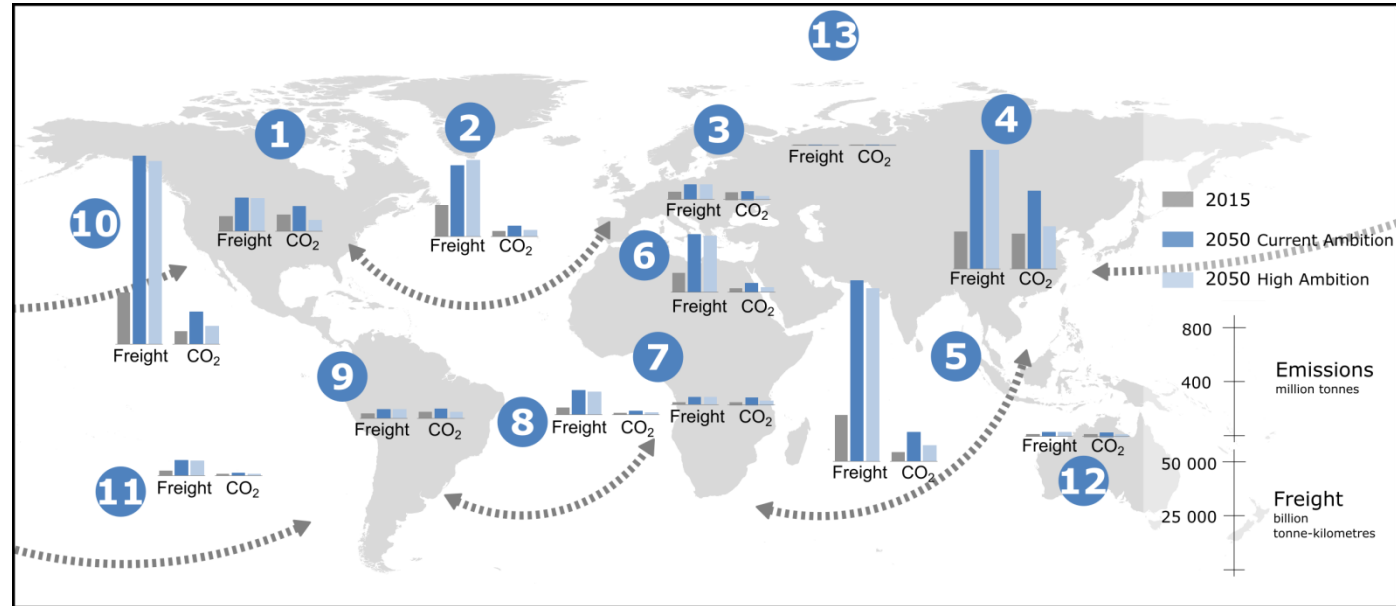 13
1
2
3
4
Freight CO2
10
2015
Freight CO2
Freight CO2
Freight CO2
6
2050 Current Ambition
Freight CO2
2050 High Ambition
Freight CO2
800
Freight CO2
9
7
5
Emissions
million tonnes
400
8
Freight CO2
Freight CO2
Freight CO2
Freight CO2
Freight CO2
50 000
11
Freight CO2
12
Freight
billion
tonne-kilometres
25 000